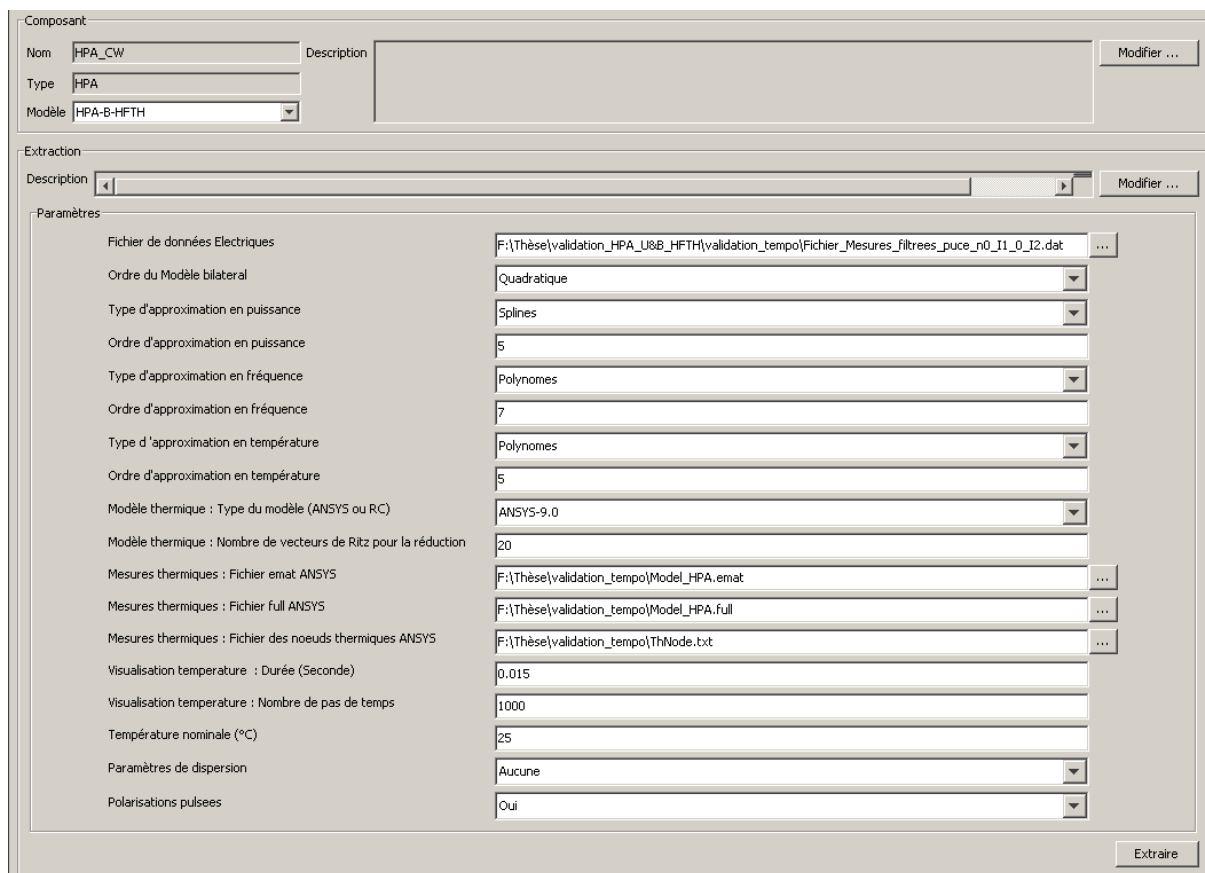 Composant
Nom HPA_CW Description Modifier ...
Type HPA
Modèle HPA-B-HFTH
Extraction
Description Modifier ...
Paramètres
Fichier de données Electriques F:\Thèse\validation_HPA_U&B_HFTH\validation_tempo\Fichier_Mesures_filtrees_puce_n0_I1_0_I2.dat ...
Ordre du Modèle bilateral Quadratique
Type d'approximation en puissance Splines
Ordre d'approximation en puissance 5
Type d'approximation en fréquence Polynomes
Ordre d'approximation en fréquence 7
Type d 'approximation en température Polynomes
Ordre d'approximation en température 5
Modèle thermique : Type du modèle (ANSYS ou RC) ANSYS-9.0
Modèle thermique : Nombre de vecteurs de Ritz pour la réduction 20
Mesures thermiques : Fichier emat ANSYS F:\Thèse\validation_tempo\Model_HPA.emat ...
Mesures thermiques : Fichier full ANSYS F:\Thèse\validation_tempo\Model_HPA.full ...
Mesures thermiques : Fichier des noeuds thermiques ANSYS F:\Thèse\validation_tempo\ThNode.txt ...
Visualisation temperature : Durée (Seconde) 0.015
Visualisation temperature : Nombre de pas de temps 1000
Température nominale (°C) 25
Paramètres de dispersion Aucune
Polarisations pulsees Oui
Extraire